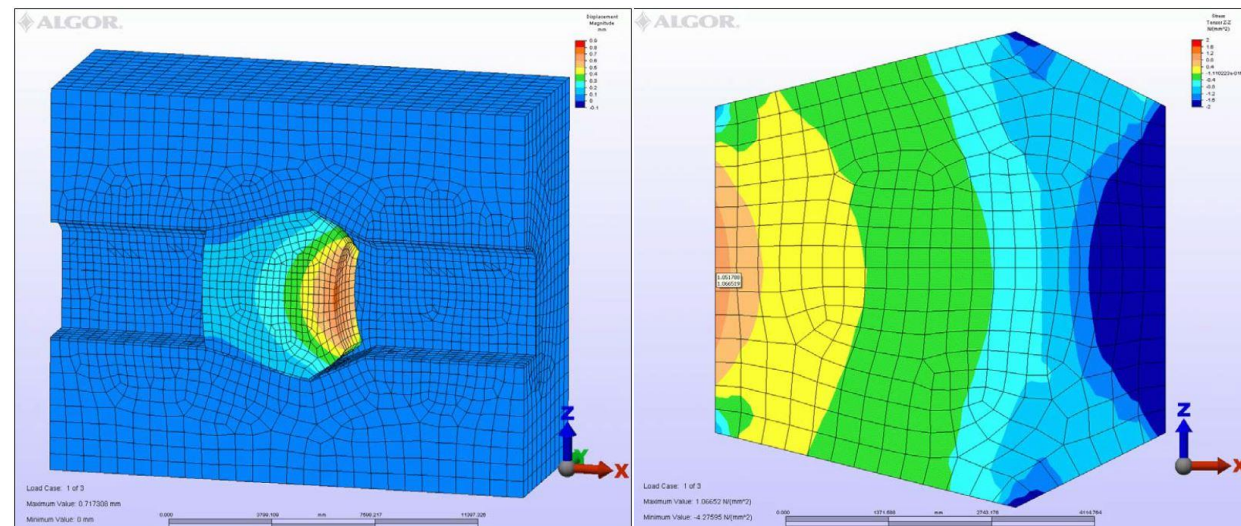 ALGOR.
Displacement
Magnitude
mm
0.9
0.8
0.7
0.6
0.5
0.4
0.3
0.2
0.1
0
-0.1
Z
Y
X
Load Case: 1 of 3
Maximum Value: 0.717308 mm
Minimum Value: 0 mm
0.000
mm
ALGOR.
Stress
Tensor Z-Z
N/(mm^2)
2
1.6
1.2
0.8
0.4
-0.4
-0.8
-1.2
-1.6
-2
1.051788
1.066519
Z
X
Load Case: 1 of 3
Maximum Value: 1.06652 N/(mm^2)
Minimum Value: -4.27595 N/(mm^2)
0.000
mm